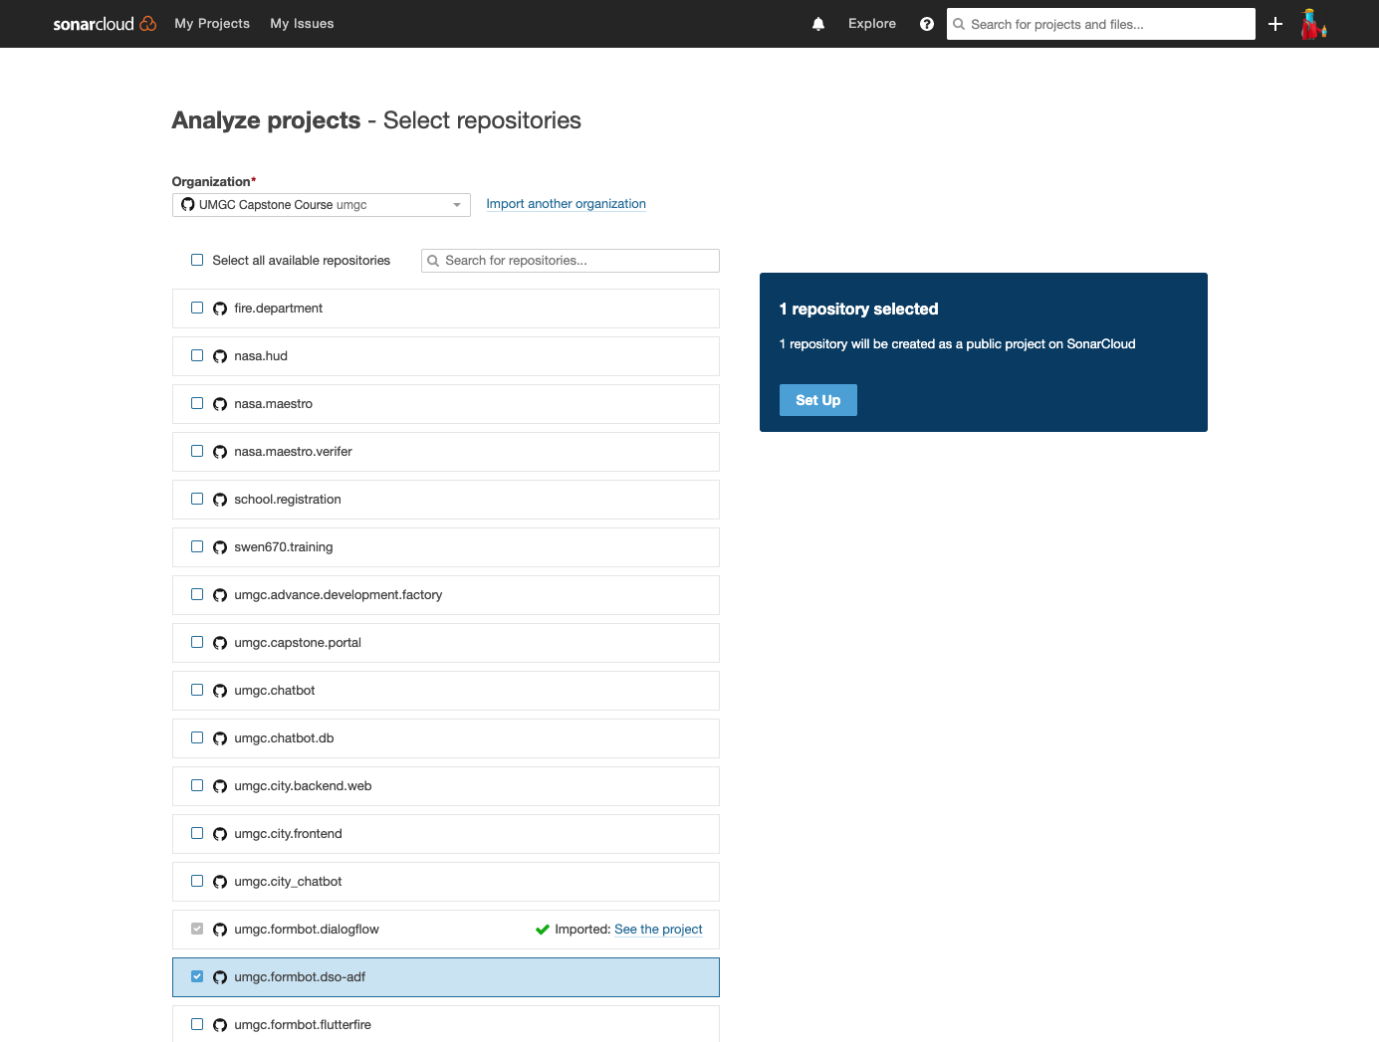 sonarcloud My Projects My Issues Explore Search for projects and files...
Analyze projects - Select repositories
Organization*
UMGC Capstone Course umgc Import another organization
Select all available repositories Search for repositories...
fire.department
nasa.hud
nasa.maestro
nasa.maestro.verifer
school.registration
swen670.training
umgc.advance.development.factory
umgc.capstone.portal
umgc.chatbot
umgc.chatbot.db
umgc.city.backend.web
umgc.city.frontend
umgc.city_chatbot
umgc.formbot.dialogflow Imported: See the project
umgc.formbot.dso-adf
umgc.formbot.flutterfire
1 repository selected
1 repository will be created as a public project on SonarCloud
Set Up